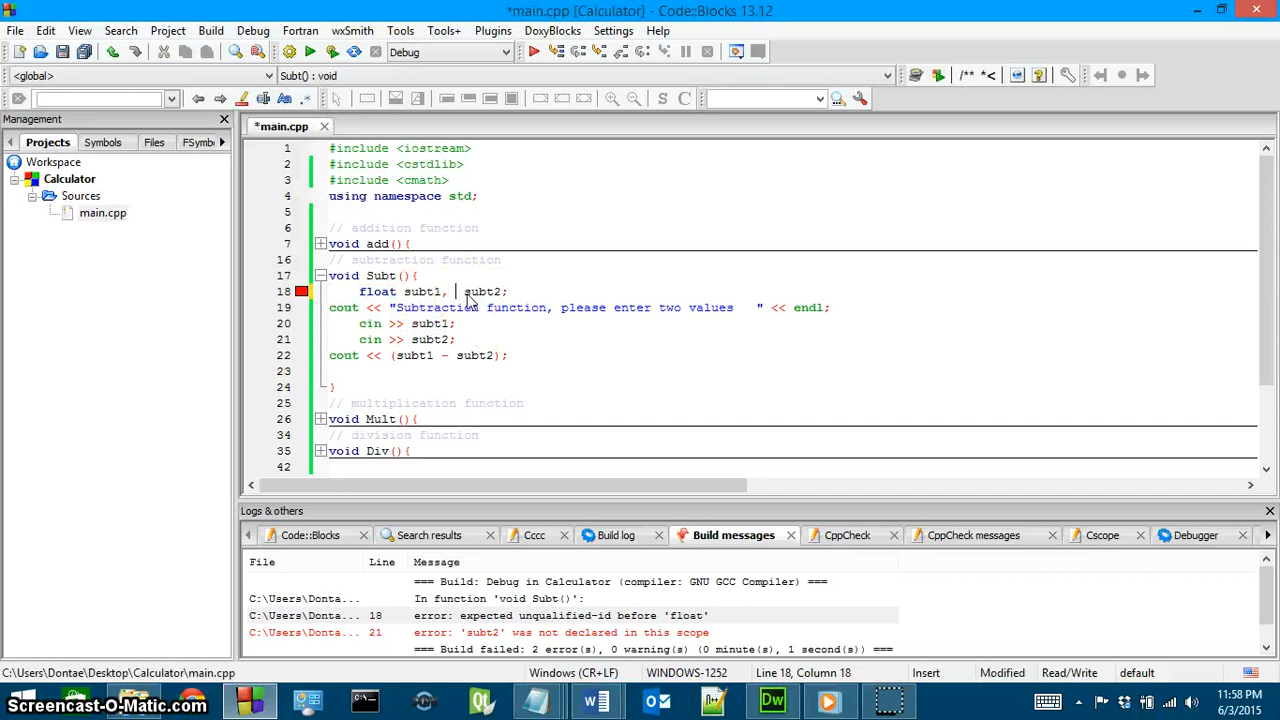 *main.cpp [Calculator] - Code::Blocks 13.12
File Edit View Search Project Build Debug Fortran wxSmith Tools Tools+ Plugins DoxyBlocks Settings Help
Debug
<global> Subt() : void /** *<
Aa .* S C
Management
Projects Symbols Files FSymbo
Workspace
Calculator
Sources
main.cpp
*main.cpp
1 #include <iostream>
2 #include <cstdlib>
3 #include <cmath>
4 using namespace std;
5
6 // addition function
7 void add(){
16 // subtraction function
17 void Subt(){
18 float subt1, subt2;
19 cout << "Subtraction function, please enter two values " << endl;
20 cin >> subt1;
21 cin >> subt2;
22 cout << (subt1 - subt2);
23
24 }
25 // multiplication function
26 void Mult(){
34 // division function
35 void Div(){
42
Logs & others
Code::Blocks Search results Cccc Build log Build messages CppCheck CppCheck messages Cscope Debugger
File Line Message
=== Build: Debug in Calculator (compiler: GNU GCC Compiler) ===
C:\Users\Donta... In function 'void Subt()':
C:\Users\Donta... 18 error: expected unqualified-id before 'float'
C:\Users\Donta... 21 error: 'subt2' was not declared in this scope
=== Build failed: 2 error(s), 0 warning(s) (0 minute(s), 1 second(s)) ===
C:\Users\Dontae\Desktop\Calculator\main.cpp Windows (CR+LF) WINDOWS-1252 Line 18, Column 18 Insert Modified Read/Write default
Screencast-O-Matic.com
Qt
Dw
11:58 PM
6/3/2015